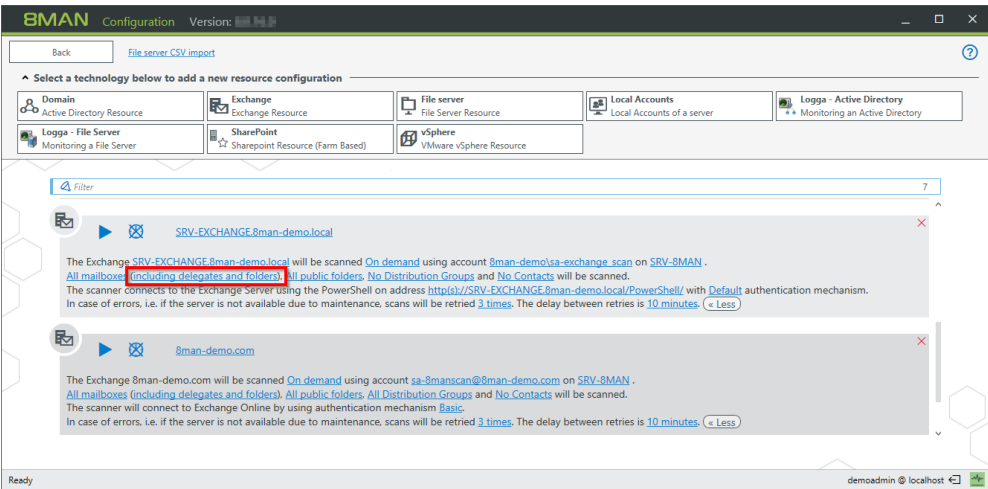 8MAN Configuration Version:
Back File server CSV import
Select a technology below to add a new resource configuration
Domain
Active Directory Resource
Exchange
Exchange Resource
File server
File Server Resource
Local Accounts
Local Accounts of a server
Logga - Active Directory
Monitoring an Active Directory
Logga - File Server
Monitoring a File Server
SharePoint
Sharepoint Resource (Farm Based)
vSphere
VMware vSphere Resource
Filter 7
SRV-EXCHANGE.8man-demo.local
The Exchange SRV-EXCHANGE.8man-demo.local will be scanned On demand using account 8man-demo\sa-exchange scan on SRV-8MAN .
All mailboxes (including delegates and folders), All public folders, No Distribution Groups and No Contacts will be scanned.
The scanner connects to the Exchange Server using the PowerShell on address http(s)://SRV-EXCHANGE.8man-demo.local/PowerShell/ with Default authentication mechanism.
In case of errors, i.e. if the server is not available due to maintenance, scans will be retried 3 times. The delay between retries is 10 minutes. « Less
8man-demo.com
The Exchange 8man-demo.com will be scanned On demand using account sa-8manscan@8man-demo.com on SRV-8MAN .
All mailboxes (including delegates and folders), All public folders, All Distribution Groups and No Contacts will be scanned.
The scanner will connect to Exchange Online by using authentication mechanism Basic.
In case of errors, i.e. if the server is not available due to maintenance, scans will be retried 3 times. The delay between retries is 10 minutes. « Less
Ready demoadmin @ localhost